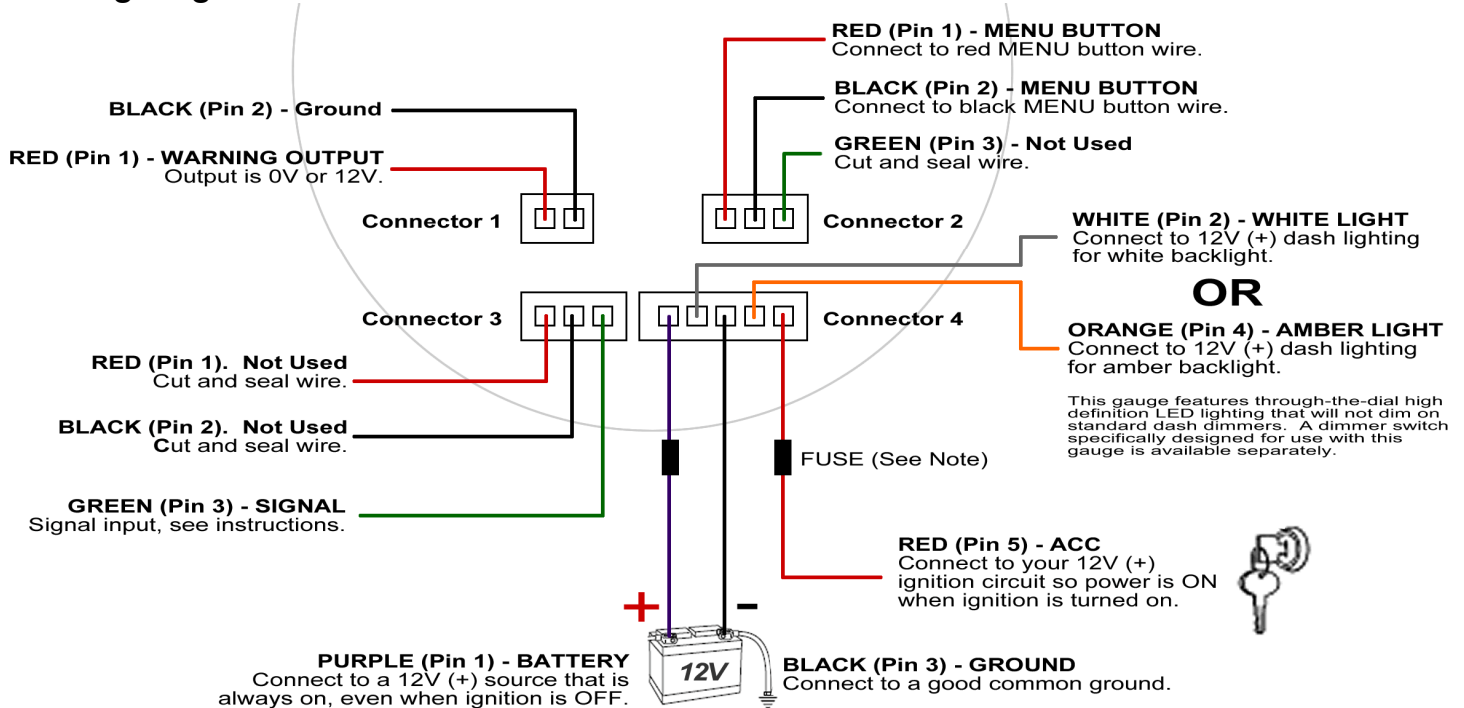 RED (Pin 1) - MENU BUTTON
Connect to red MENU button wire.
BLACK (Pin 2) - MENU BUTTON
Connect to black MENU button wire.
GREEN (Pin 3) - Not Used
Cut and seal wire.
BLACK (Pin 2) - Ground
RED (Pin 1) - WARNING OUTPUT
Output is 0V or 12V.
Connector 1
Connector 2
WHITE (Pin 2) - WHITE LIGHT
Connect to 12V (+) dash lighting
for white backlight.
OR
ORANGE (Pin 4) - AMBER LIGHT
Connect to 12V (+) dash lighting
for amber backlight.
This gauge features through-the-dial high
definition LED lighting that will not dim on
standard dash dimmers.  A dimmer switch
specifically designed for use with this
gauge is available separately.
Connector 3
Connector 4
RED (Pin 1).  Not Used
Cut and seal wire.
BLACK (Pin 2).  Not Used
Cut and seal wire.
GREEN (Pin 3) - SIGNAL
Signal input, see instructions.
FUSE (See Note)
RED (Pin 5) - ACC
Connect to your 12V (+)
ignition circuit so power is ON
when ignition is turned on.
+ -
12V
PURPLE (Pin 1) - BATTERY
Connect to a 12V (+) source that is
always on, even when ignition is OFF.
BLACK (Pin 3) - GROUND
Connect to a good common ground.